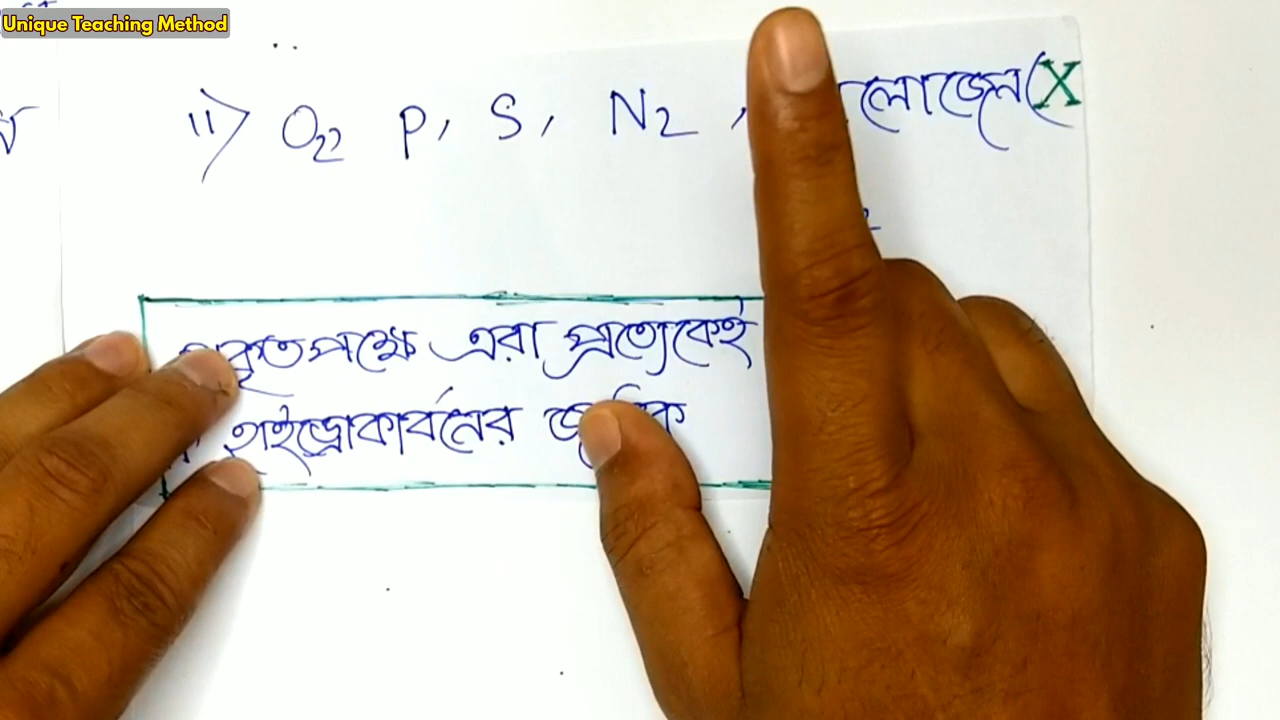 Unique Teaching Method
ii) O2, P, S, N2, লোজেন(X
প্রকৃতপক্ষে এরা প্রত্যেকেই
হাইড্রোকার্বনের